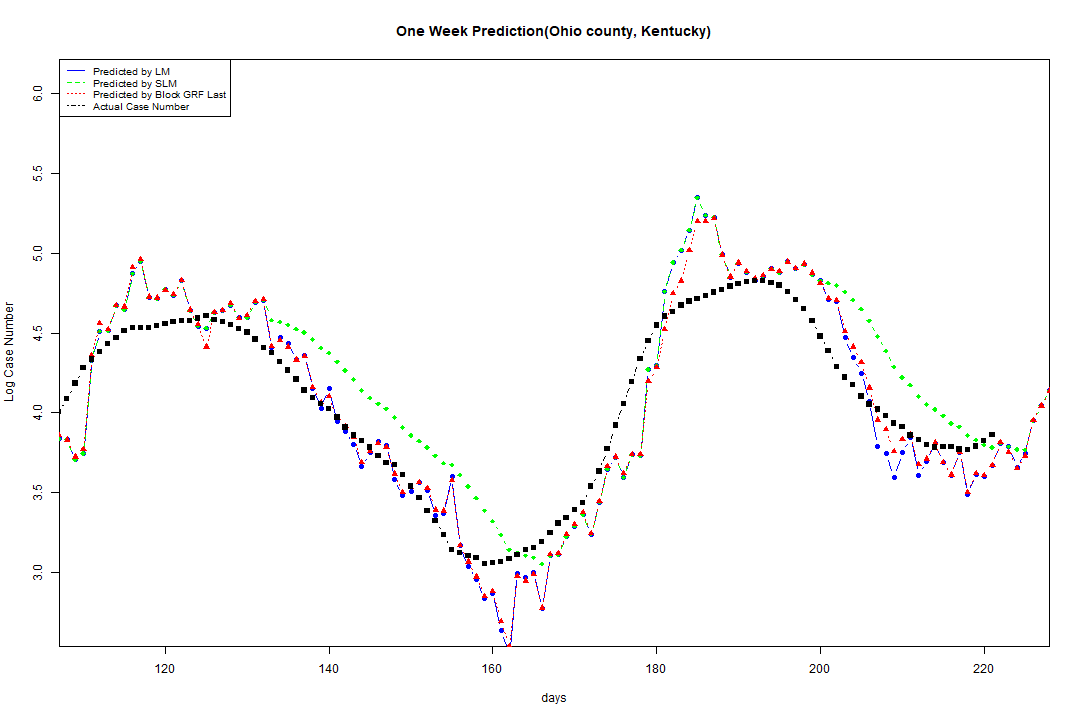 One Week Prediction(Ohio county, Kentucky)
Predicted by LM
Predicted by SLM
Predicted by Block GRF Last
Actual Case Number
Log Case Number
6.0
5.5
5.0
4.5
4.0
3.5
3.0
120 140 160 180 200 220
days